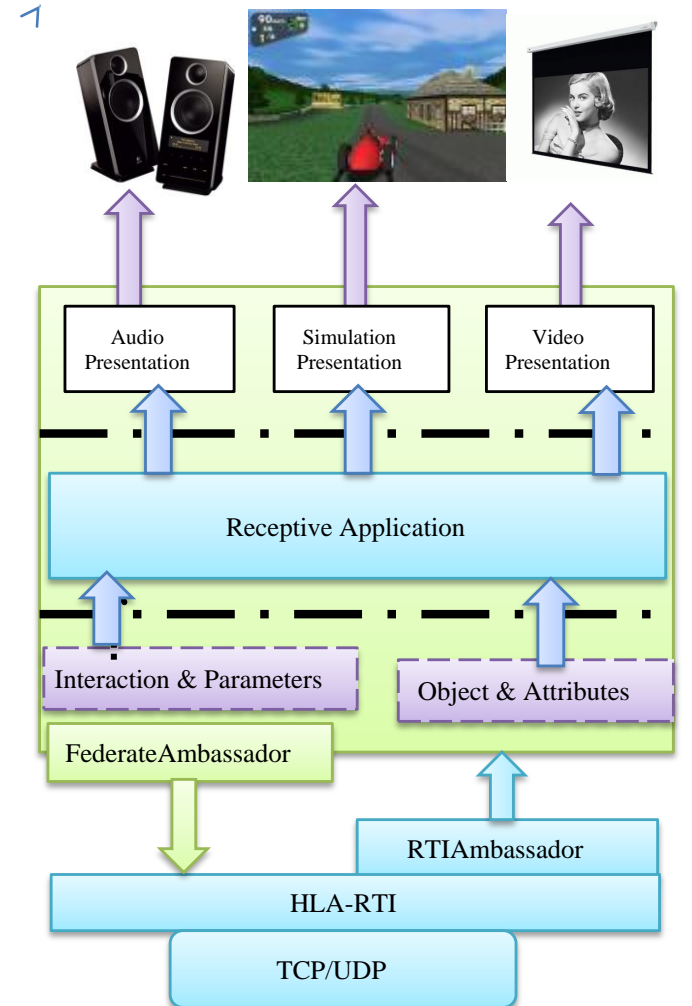 Audio
Presentation
Simulation
Presentation
Video
Presentation
Receptive Application
Interaction & Parameters
Object & Attributes
FederateAmbassador
RTIAmbassador
HLA-RTI
TCP/UDP